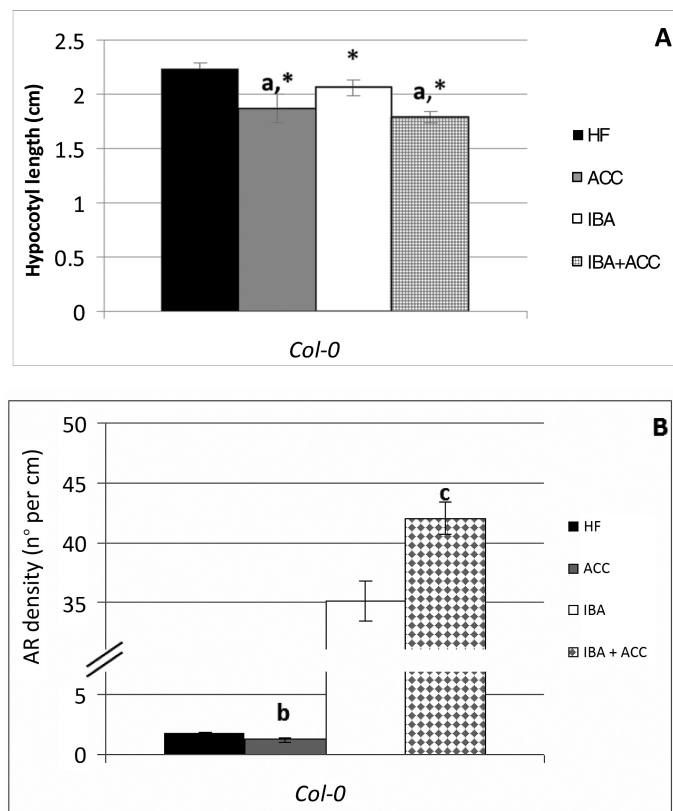 A
2.5
2
1.5
1
0.5
0
Hypocotyl length (cm)
a,*
*
a,*
Col-0
HF
ACC
IBA
IBA+ACC
B
50
45
40
35
5
0
AR density (n° per cm)
b
c
Col-0
HF
ACC
IBA
IBA + ACC